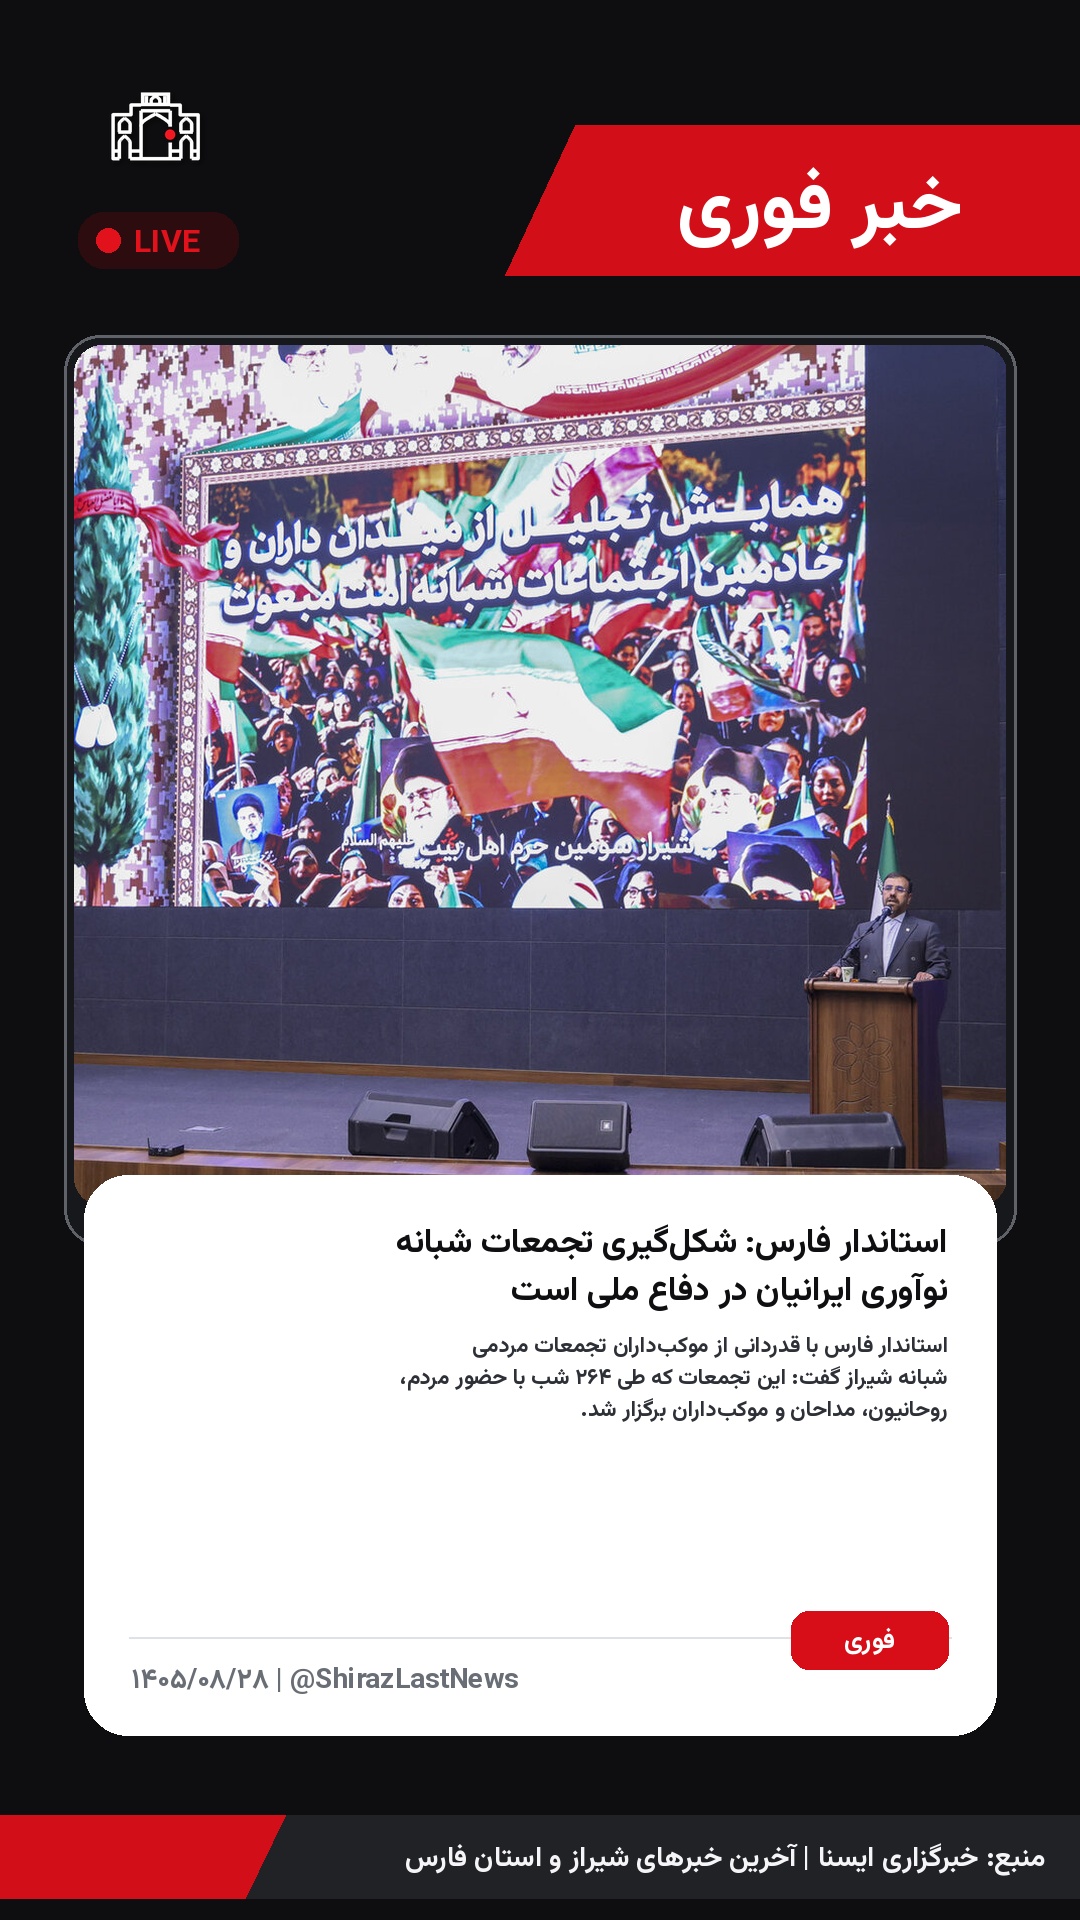 خبر فوری
LIVE
همایش تجلیل از میدان داران و
خادمین اجتماعات شبانه امت مبعوث
شیراز سومین حرم اهل بیت علیهم السلام
استاندار فارس: شکل‌گیری تجمعات شبانه
نوآوری ایرانیان در دفاع ملی است
استاندار فارس با قدردانی از موکب‌داران تجمعات مردمی
شبانه شیراز گفت: این تجمعات که طی ۲۶۴ شب با حضور مردم،
روحانیون، مداحان و موکب‌داران برگزار شد.
فوری
۱۴۰۵/۰۸/۲۸ | @ShirazLastNews
منبع: خبرگزاری ایسنا | آخرین خبرهای شیراز و استان فارس